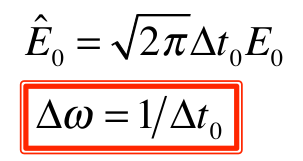 Ê₀ = √2π Δt₀E₀
Δω = 1/Δt₀